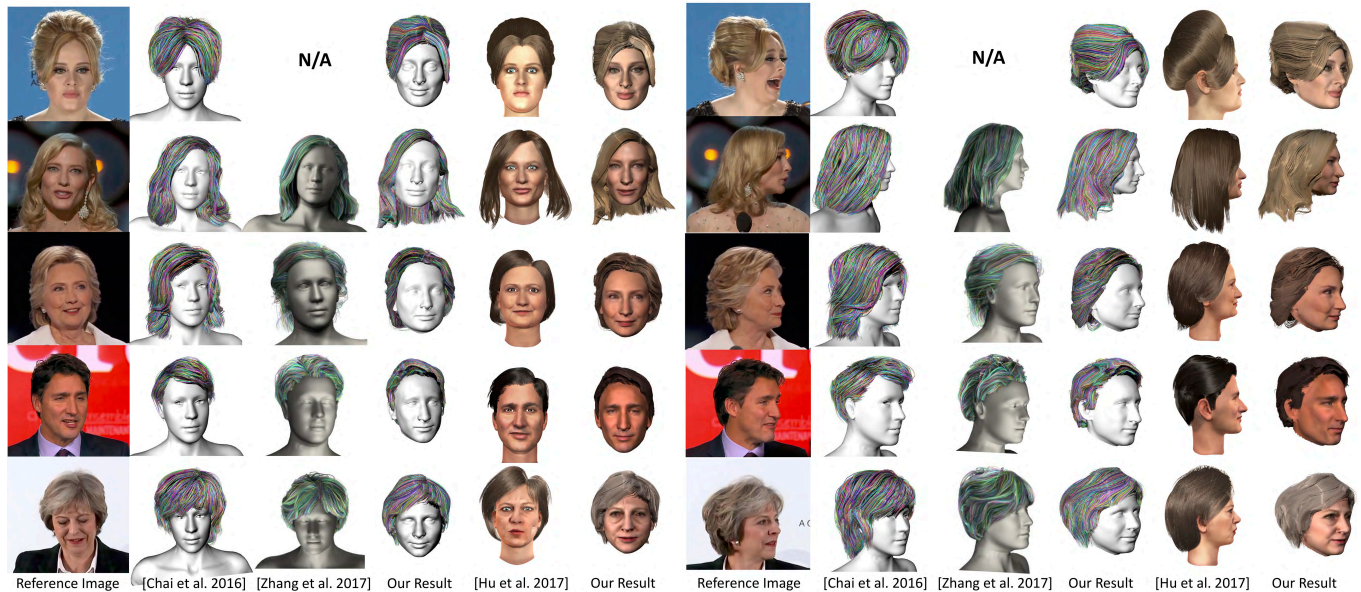 N/A
N/A
Reference Image [Chai et al. 2016] [Zhang et al. 2017] Our Result [Hu et al. 2017] Our Result Reference Image [Chai et al. 2016] [Zhang et al. 2017] Our Result [Hu et al. 2017] Our Result